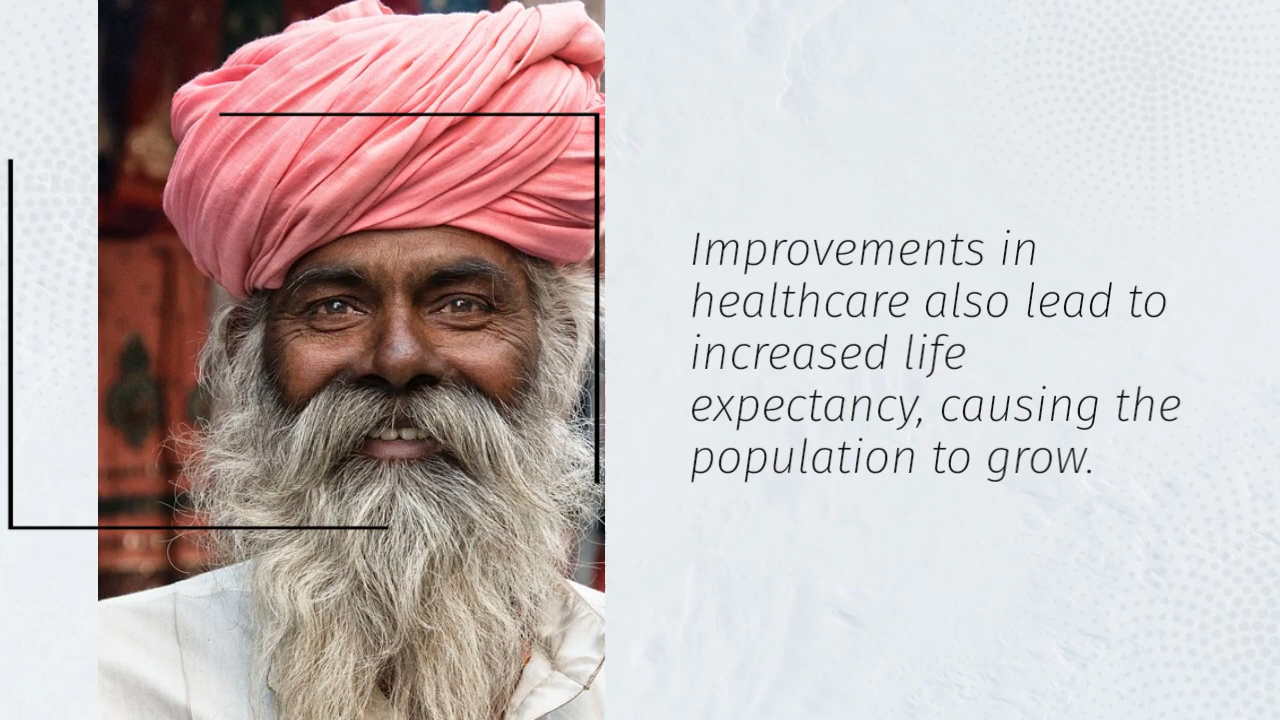 Improvements in
healthcare also lead to
increased life
expectancy, causing the
population to grow.